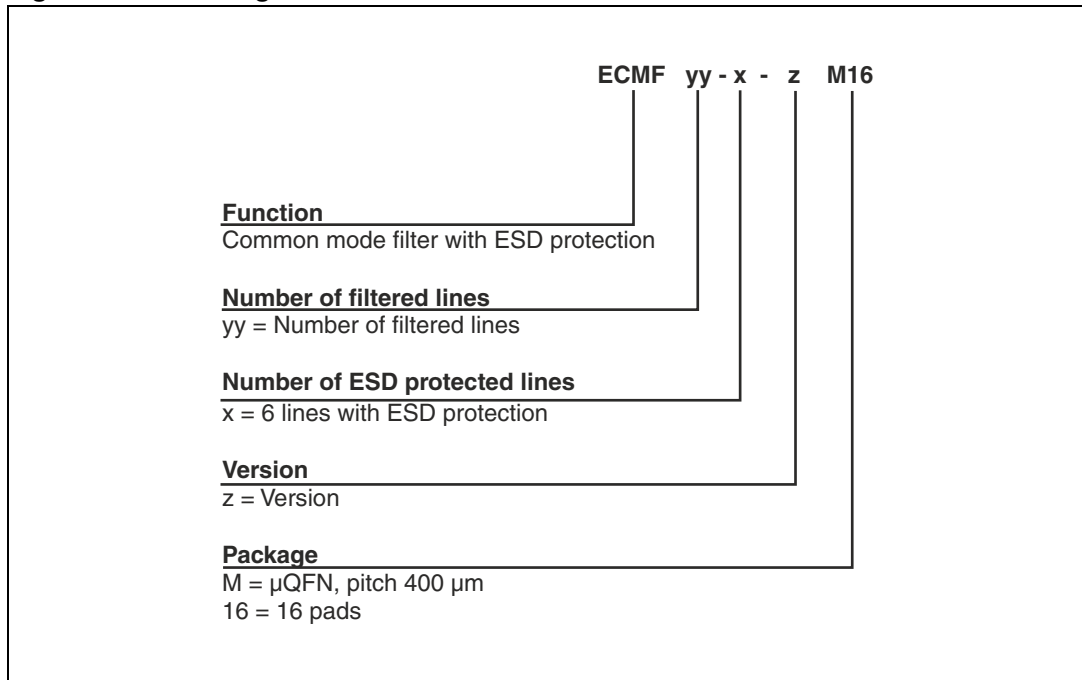 ECMF yy - x - z M16
Function
Common mode filter with ESD protection
Number of filtered lines
yy = Number of filtered lines
Number of ESD protected lines
x = 6 lines with ESD protection
Version
z = Version
Package
M = µQFN, pitch 400 µm
16 = 16 pads